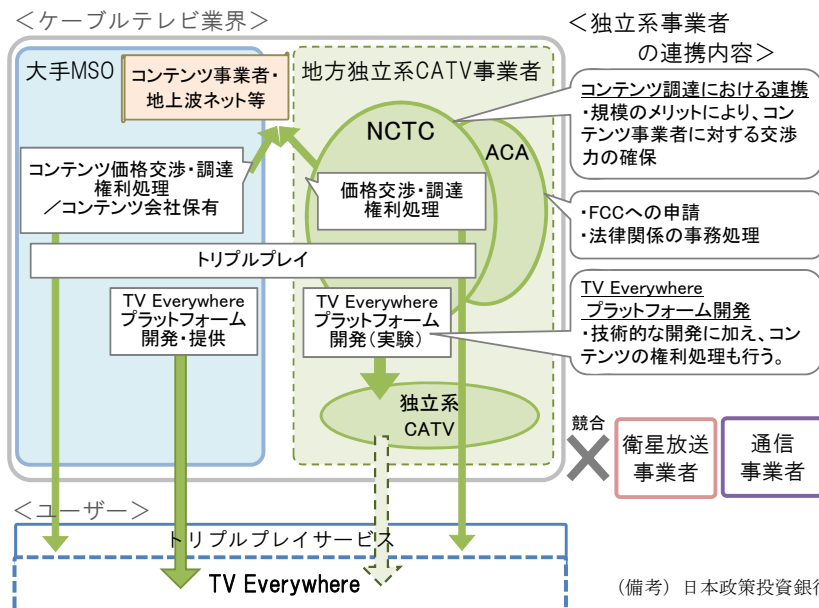 ＜ケーブルテレビ業界＞
＜独立系事業者
の連携内容＞
大手MSO
コンテンツ事業者・
地上波ネット等
地方独立系CATV事業者
コンテンツ調達における連携
・規模のメリットにより、コン
テンツ事業者に対する交渉
力の確保
NCTC
ACA
コンテンツ価格交渉・調達
権利処理
／コンテンツ会社保有
価格交渉・調達
権利処理
・FCCへの申請
・法律関係の事務処理
トリプルプレイ
TV Everywhere
プラットフォーム
開発・提供
TV Everywhere
プラットフォーム
開発（実験）
TV Everywhere
プラットフォーム開発
・技術的な開発に加え、コン
テンツの権利処理も行う。
独立系
CATV
競合
衛星放送
事業者
通信
事業者
＜ユーザー＞
トリプルプレイサービス
TV Everywhere
（備考）日本政策投資銀行